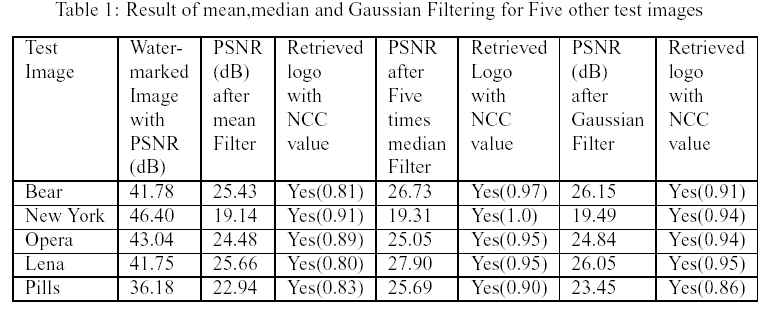 Table 1: Result of mean,median and Gaussian Filtering for Five other test images
Test Image | Water-marked Image with PSNR (dB) | PSNR (dB) after mean Filter | Retrieved logo with NCC value | PSNR after Five times median Filter | Retrieved Logo with NCC value | PSNR (dB) after Gaussian Filter | Retrieved logo with NCC value
Bear | 41.78 | 25.43 | Yes(0.81) | 26.73 | Yes(0.97) | 26.15 | Yes(0.91)
New York | 46.40 | 19.14 | Yes(0.91) | 19.31 | Yes(1.0) | 19.49 | Yes(0.94)
Opera | 43.04 | 24.48 | Yes(0.89) | 25.05 | Yes(0.95) | 24.84 | Yes(0.94)
Lena | 41.75 | 25.66 | Yes(0.80) | 27.90 | Yes(0.95) | 26.05 | Yes(0.95)
Pills | 36.18 | 22.94 | Yes(0.83) | 25.69 | Yes(0.90) | 23.45 | Yes(0.86)